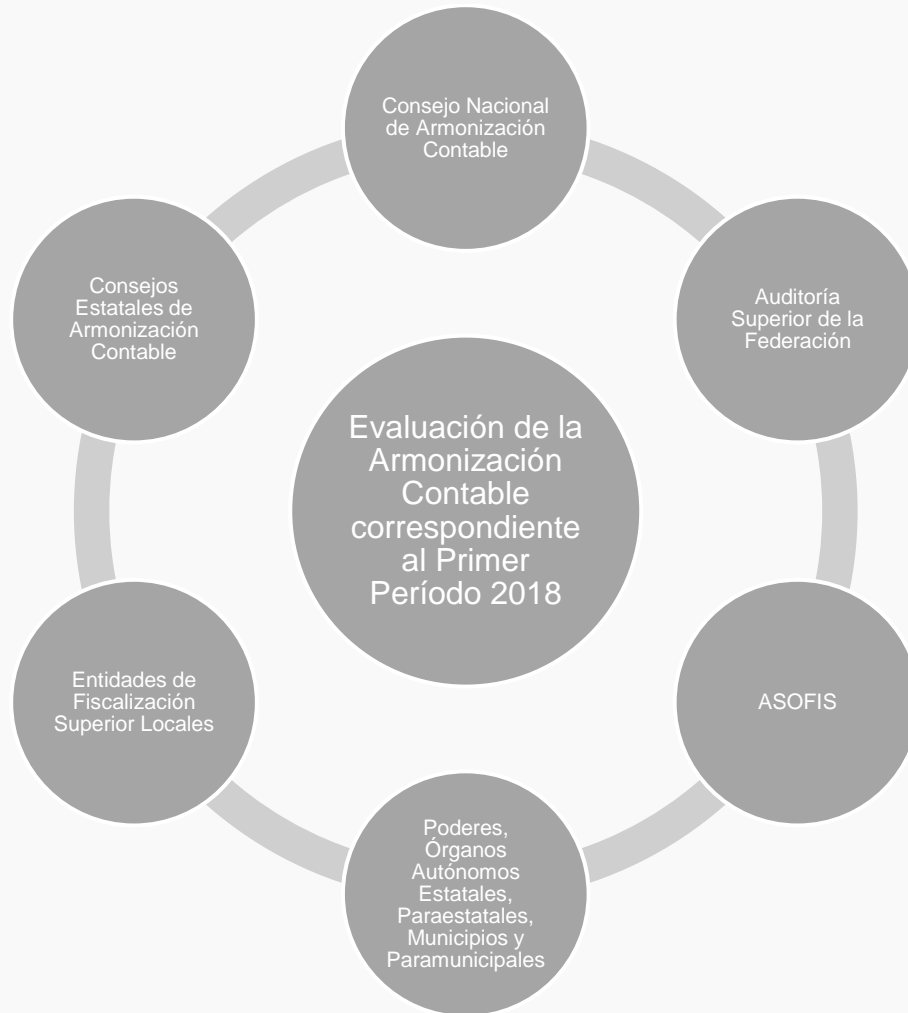 Consejo Nacional
de Armonización
Contable
Auditoría
Superior de la
Federación
ASOFIS
Poderes,
Órganos
Autónomos
Estatales,
Paraestatales,
Municipios y
Paramunicipales
Entidades de
Fiscalización
Superior Locales
Consejos
Estatales de
Armonización
Contable
Evaluación de la
Armonización
Contable
correspondiente
al Primer
Período 2018